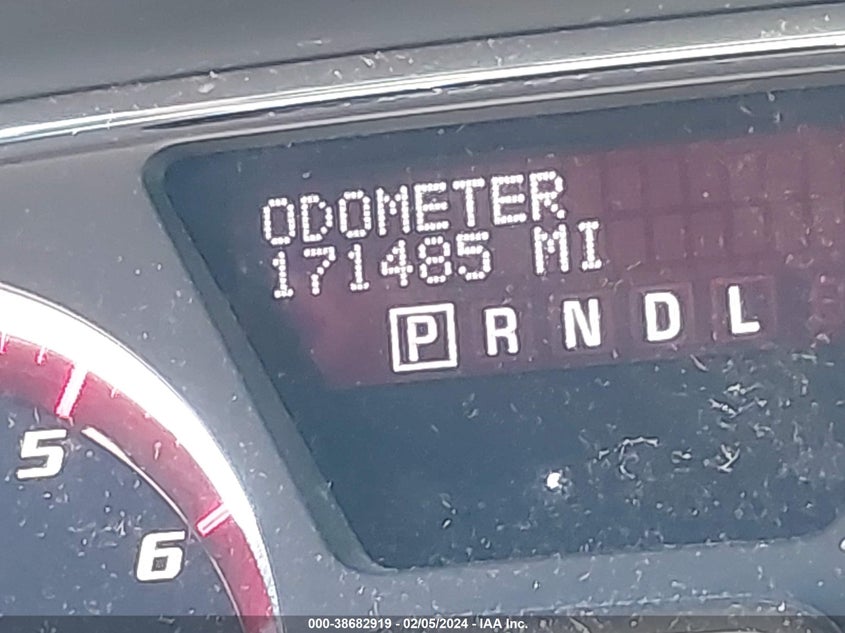 ODOMETER
171485 MI
P R N D L
5
6
000-38682919 - 02/05/2024 - IAA Inc.